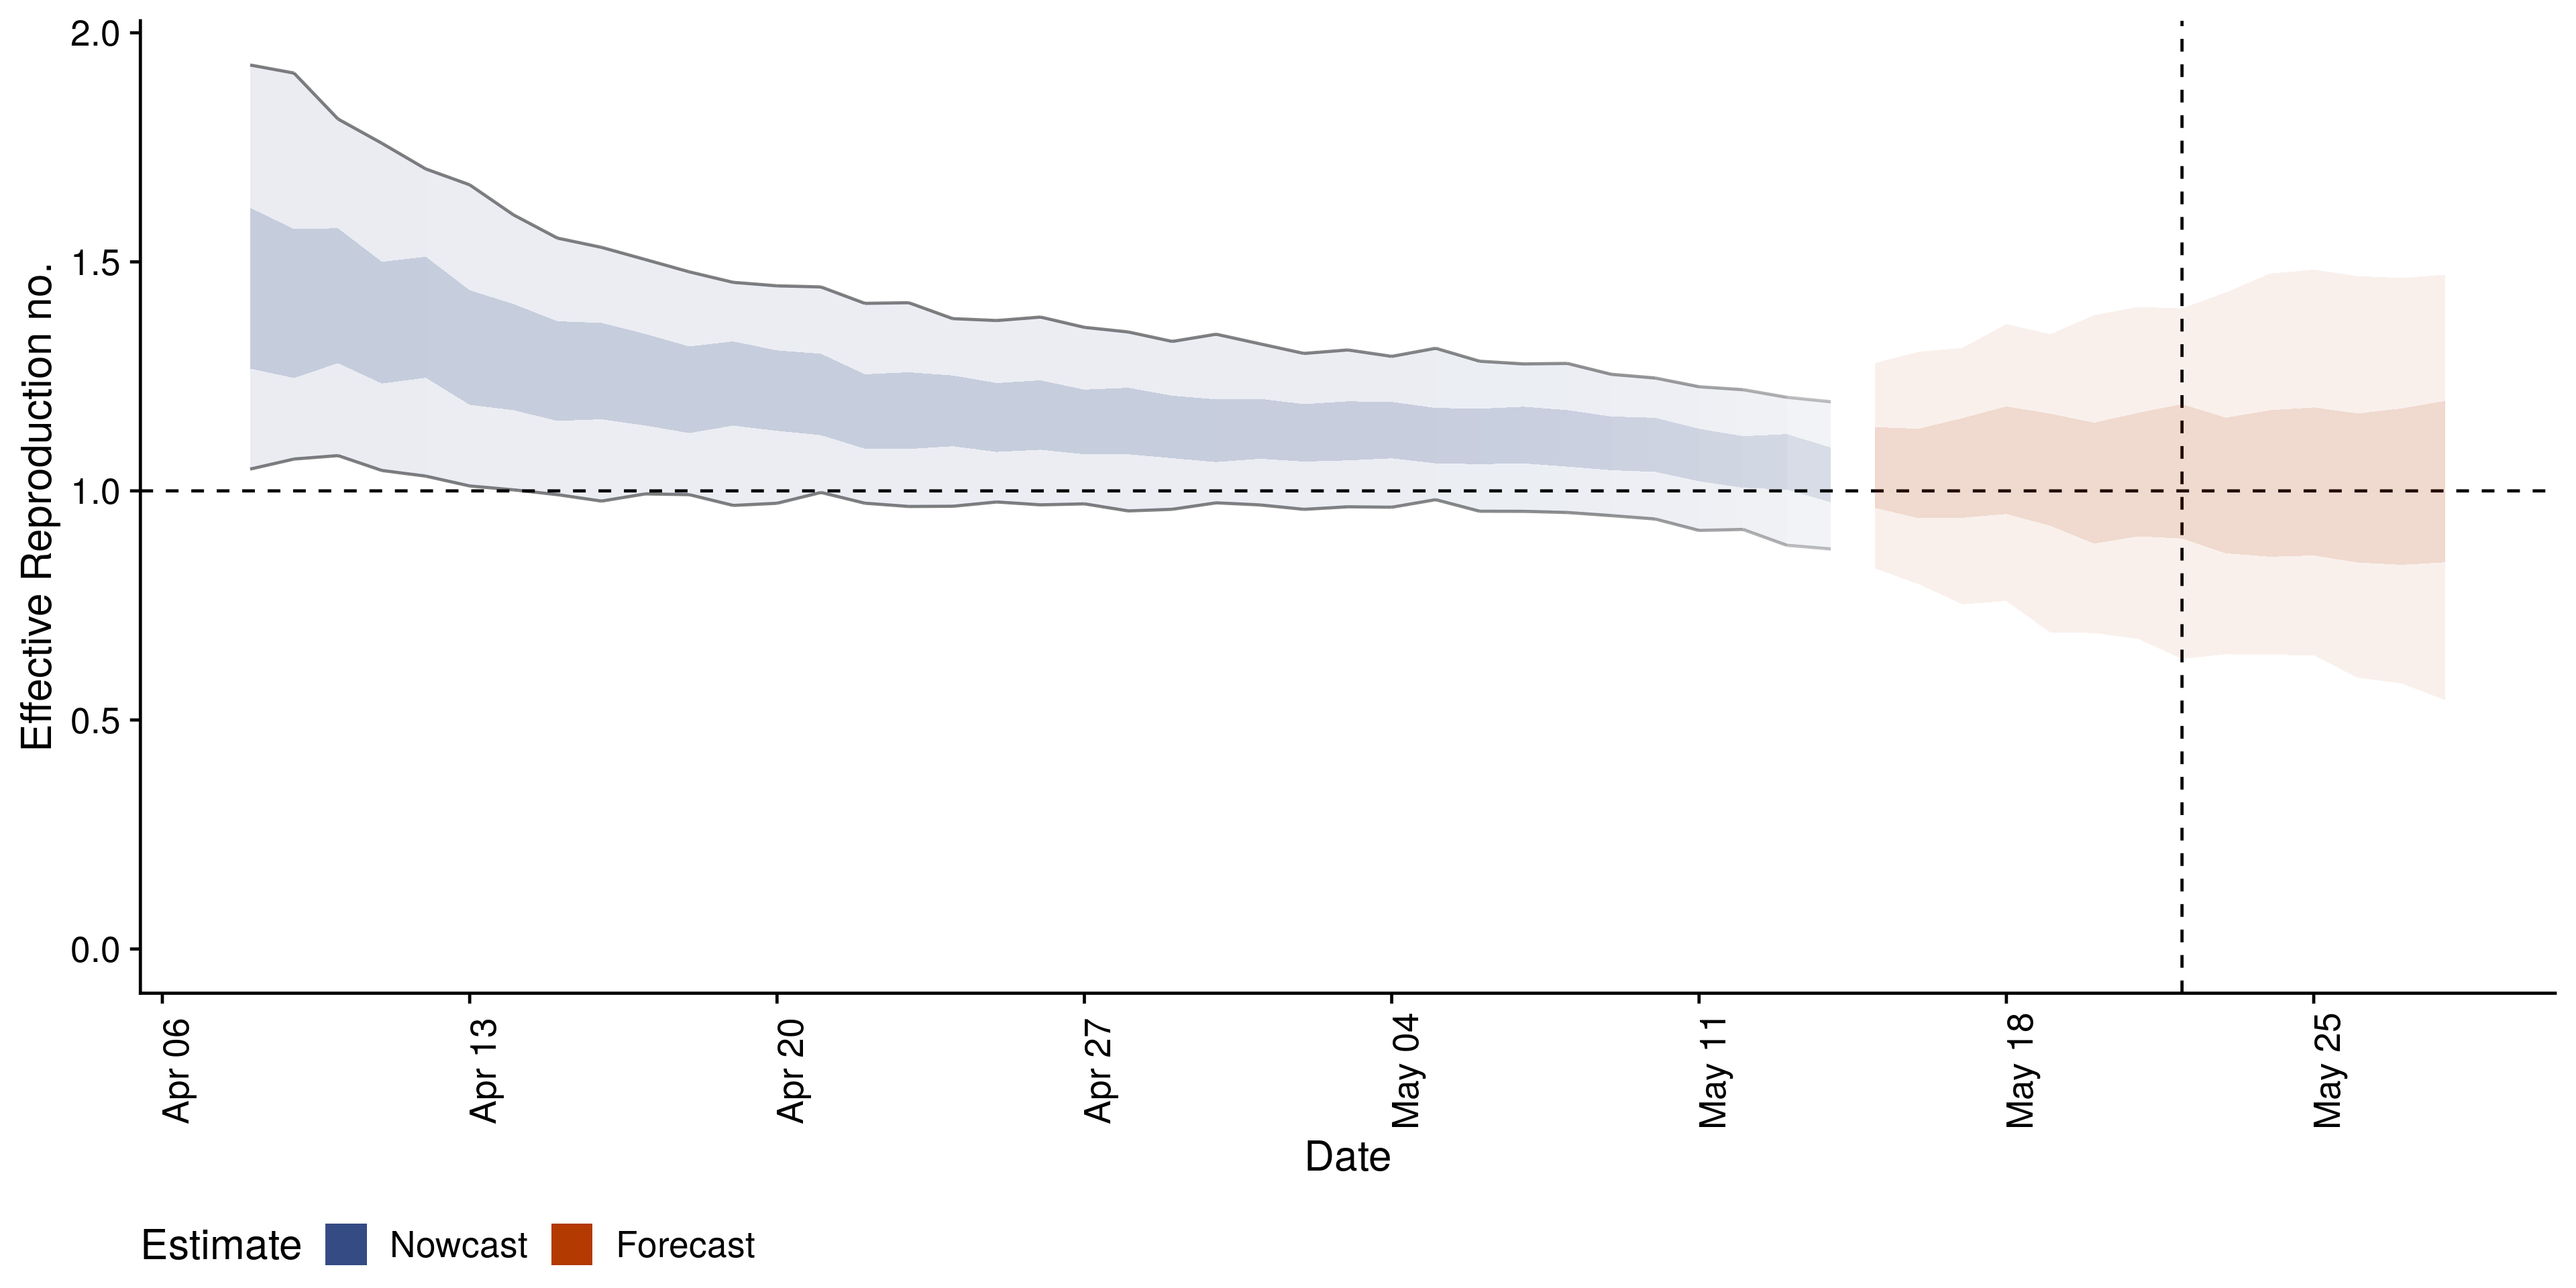 Effective Reproduction no.
2.0
1.5
1.0
0.5
0.0
Apr 06
Apr 13
Apr 20
Apr 27
May 04
May 11
May 18
May 25
Date
Estimate Nowcast Forecast